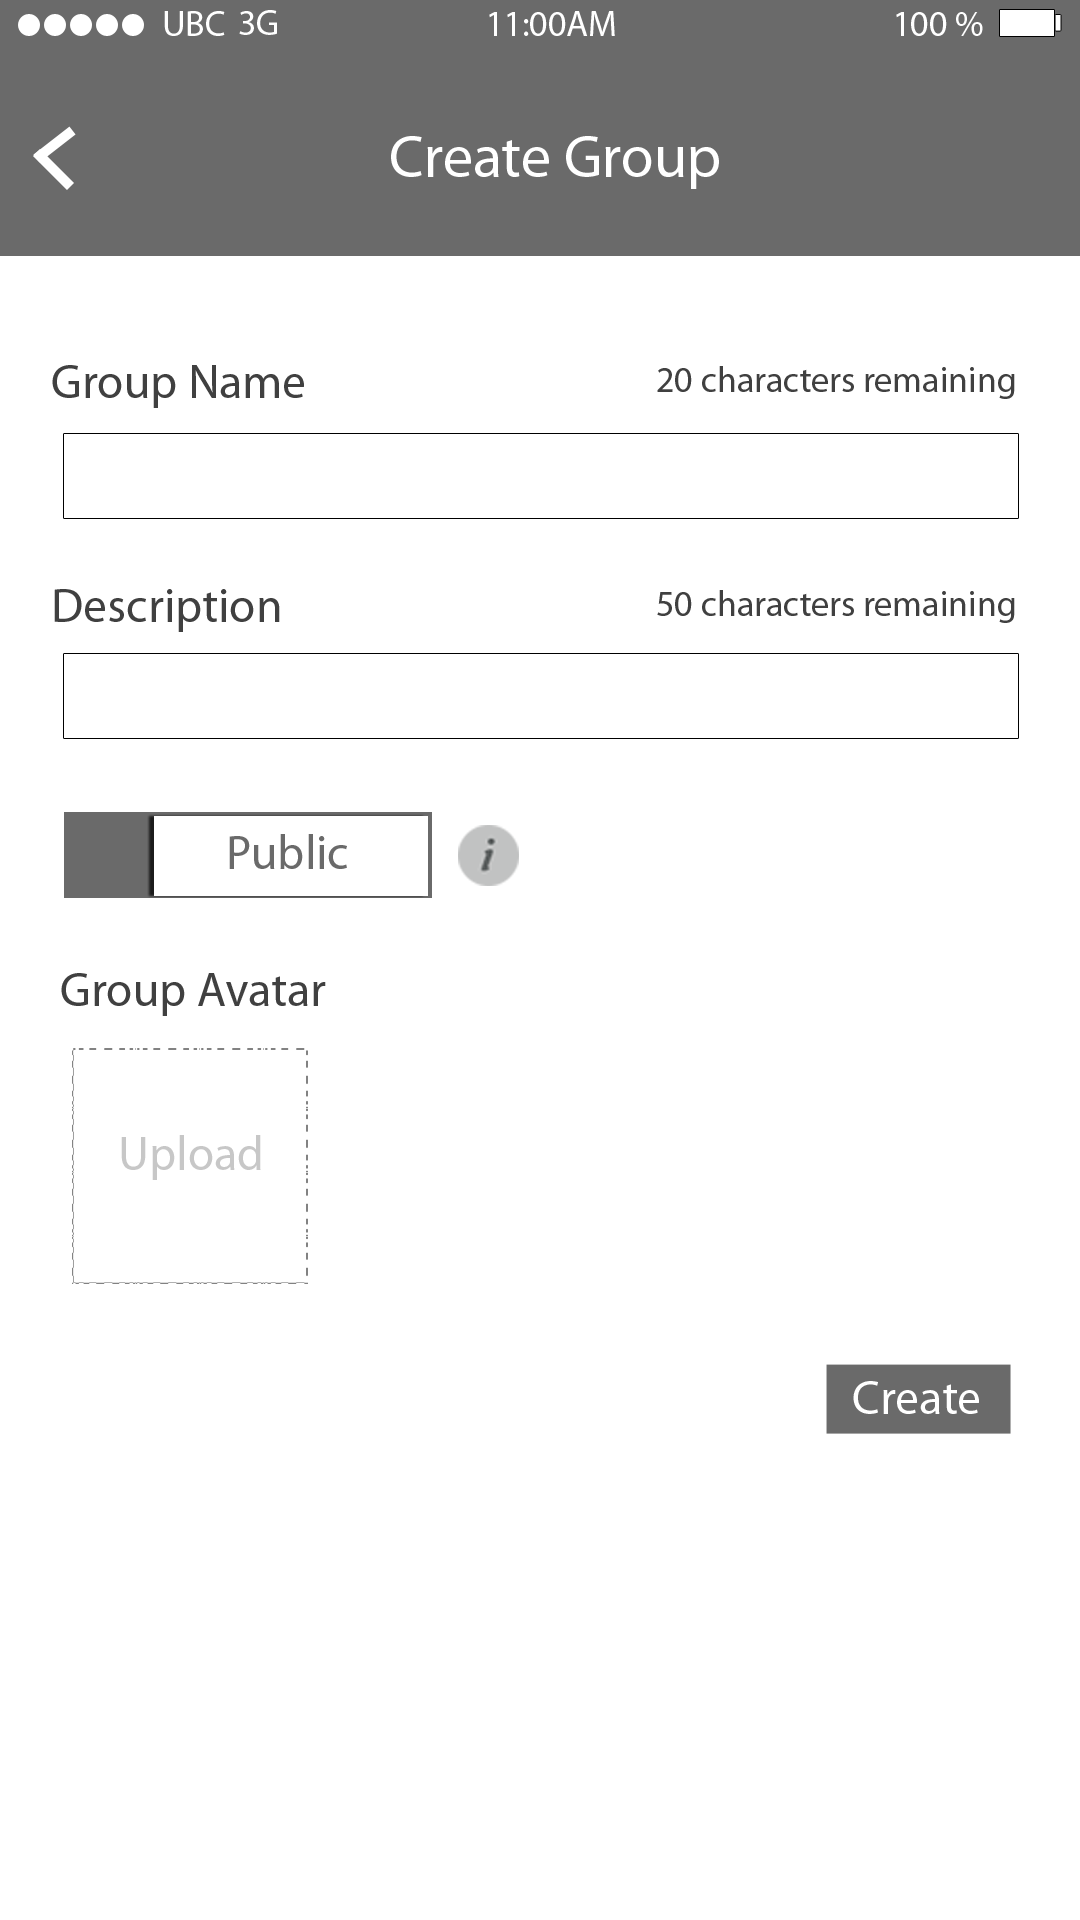 UBC 3G 11:00AM 100 %
Create Group
Group Name 20 characters remaining
Description 50 characters remaining
Public i
Group Avatar
Upload
Create